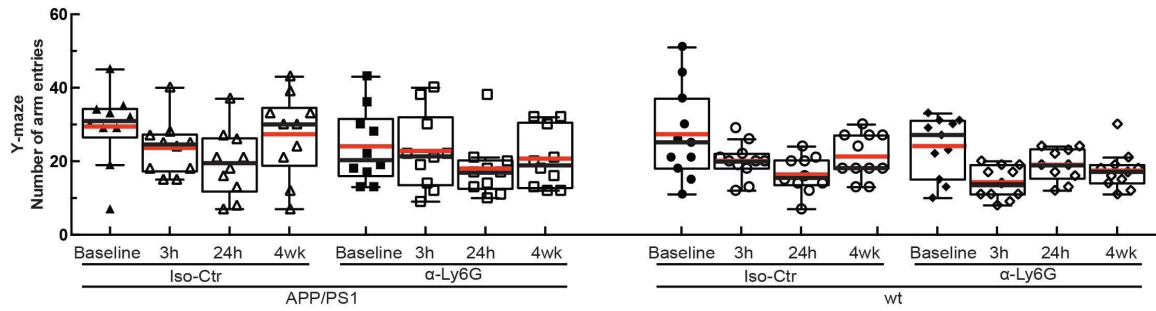 Y-maze
Number of arm entries
60
40
20
0
Baseline 3h 24h 4wk Baseline 3h 24h 4wk Baseline 3h 24h 4wk Baseline 3h 24h 4wk
Iso-Ctr α-Ly6G Iso-Ctr α-Ly6G
APP/PS1 wt